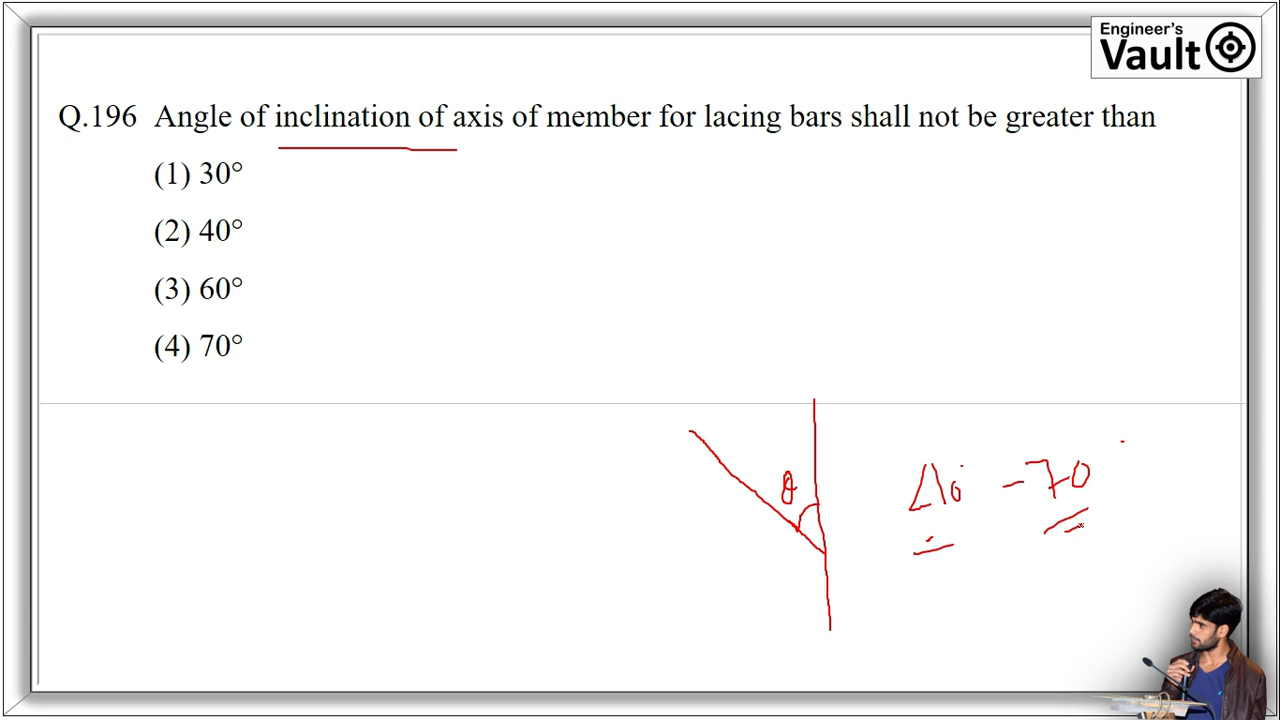 Engineer's
Vault
Q.196 Angle of inclination of axis of member for lacing bars shall not be greater than
(1) 30°
(2) 40°
(3) 60°
(4) 70°
θ
-70